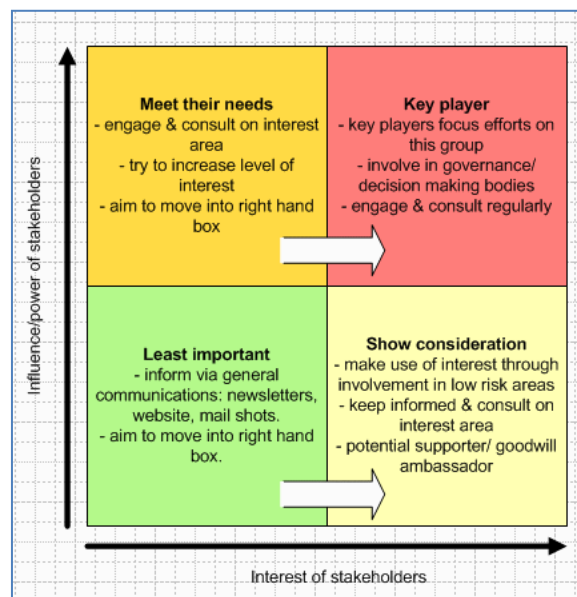 Influence/power of stakeholders
Meet their needs
- engage & consult on interest
area
- try to increase level of
interest
- aim to move into right hand
box
Key player
- key players focus efforts on
this group
- involve in governance/
decision making bodies
- engage & consult regularly
Least important
- inform via general
communications: newsletters,
website, mail shots.
- aim to move into right hand
box.
Show consideration
- make use of interest through
involvement in low risk areas
- keep informed & consult on
interest area
- potential supporter/ goodwill
ambassador
Interest of stakeholders